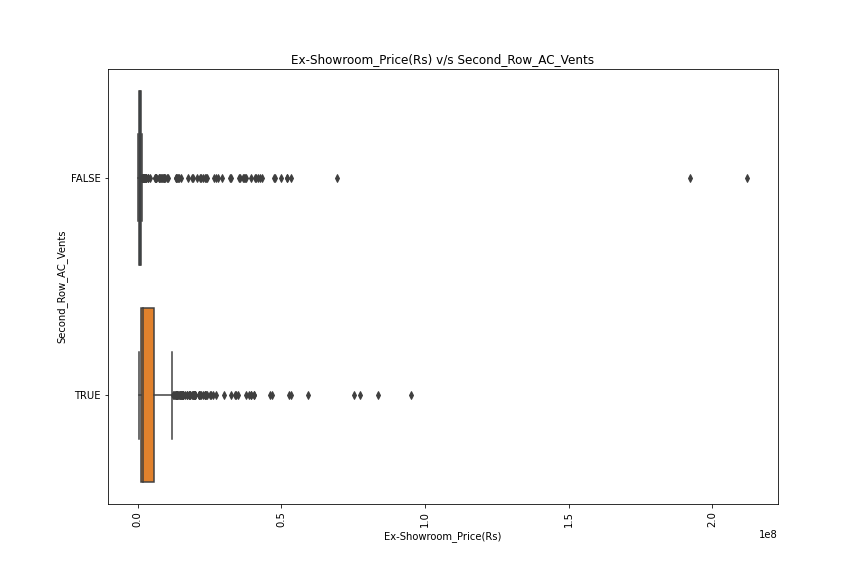 Ex-Showroom_Price(Rs) v/s Second_Row_AC_Vents
FALSE
TRUE
Second_Row_AC_Vents
0.0
0.5
1.0
1.5
2.0
1e8
Ex-Showroom_Price(Rs)